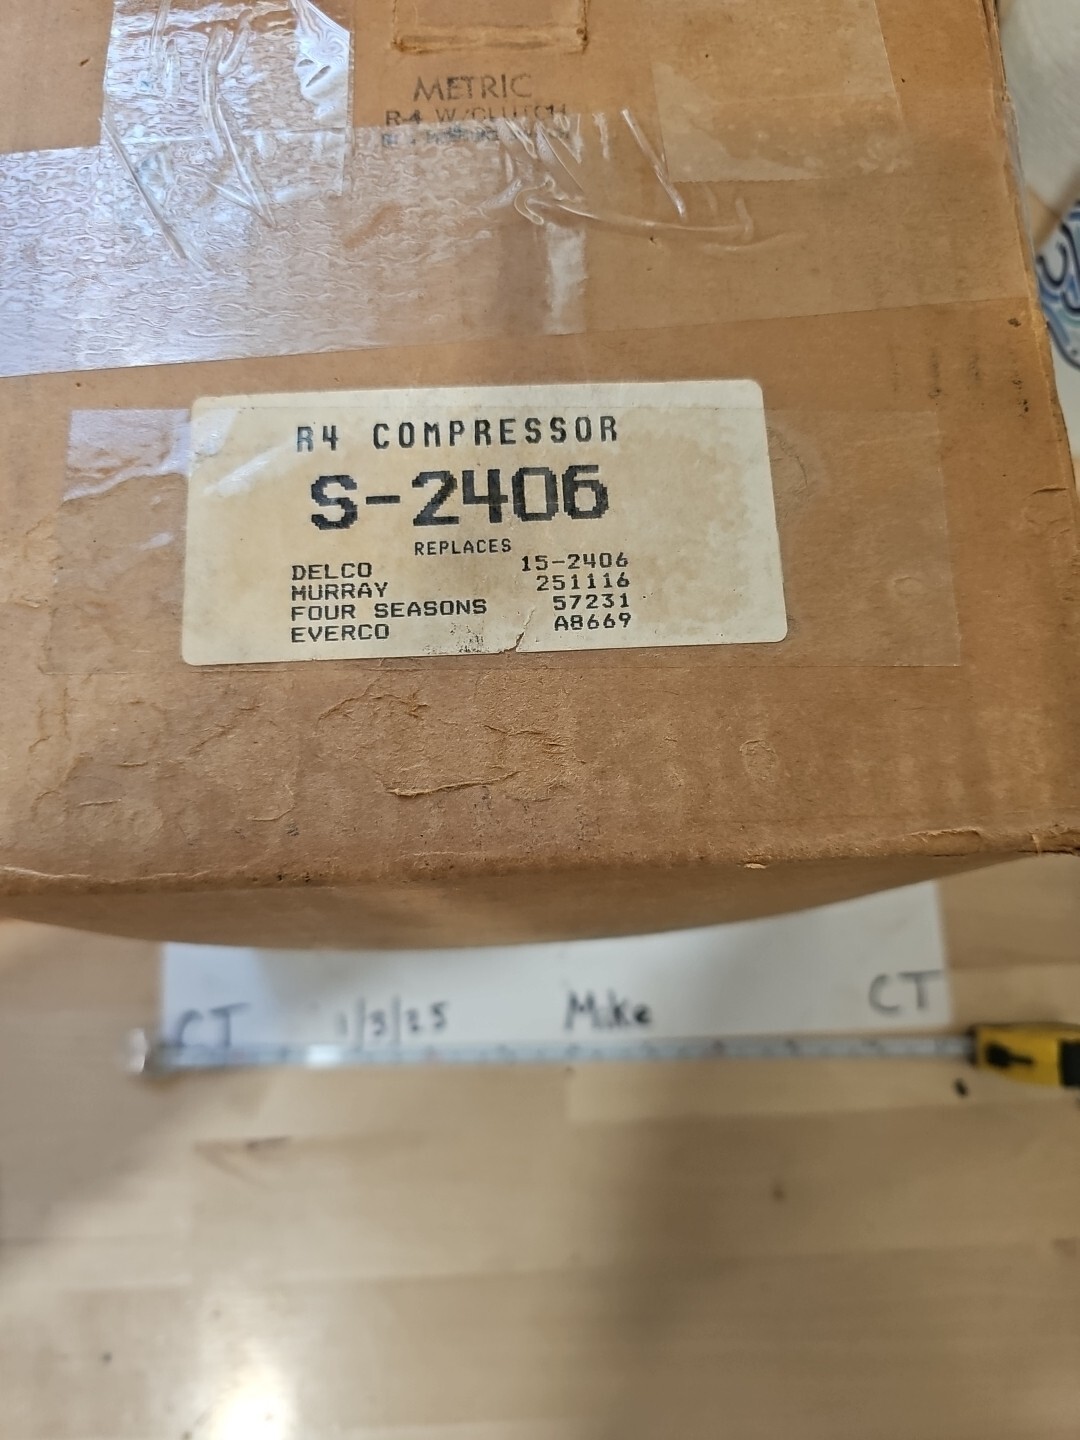 METRIC
R-4 W/CLUTCH
R4 COMPRESSOR
S-2406
REPLACES
DELCO 15-2406
MURRAY 251116
FOUR SEASONS 57231
EVERCO A8669
CT 1/3/25 Mike CT